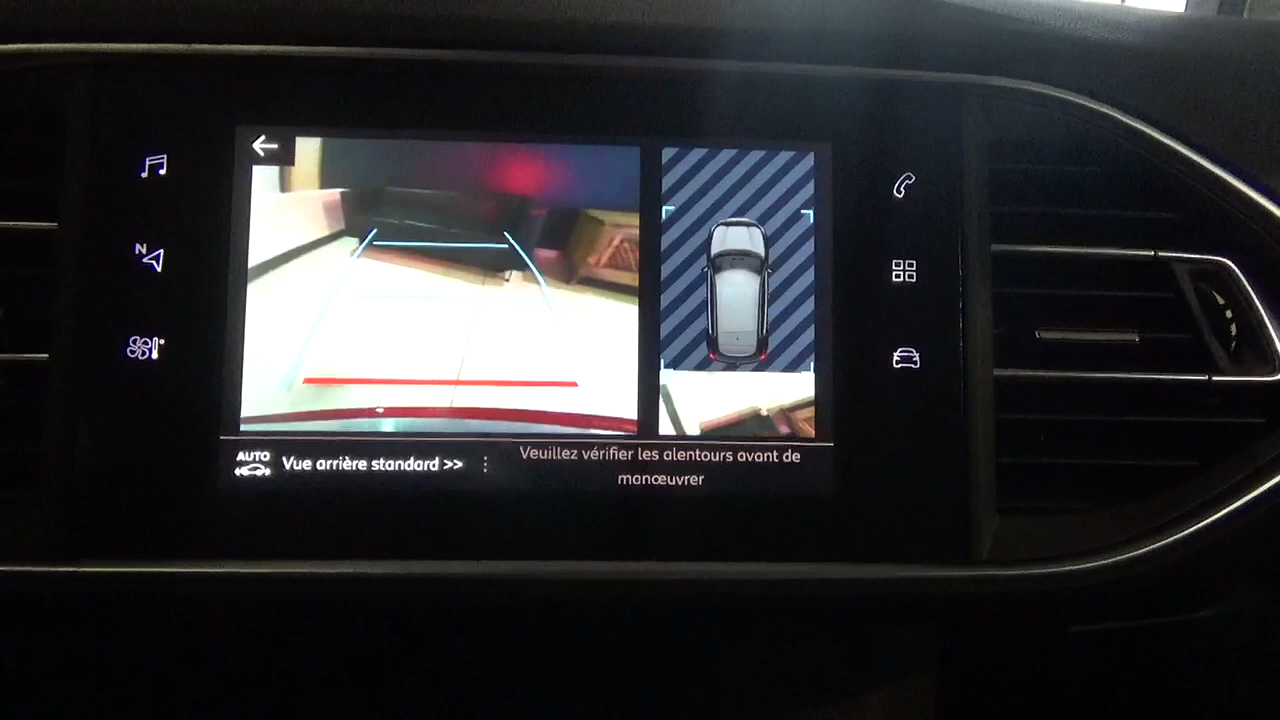 N
AUTO
Vue arrière standard >>
Veuillez vérifier les alentours avant de
manœuvrer